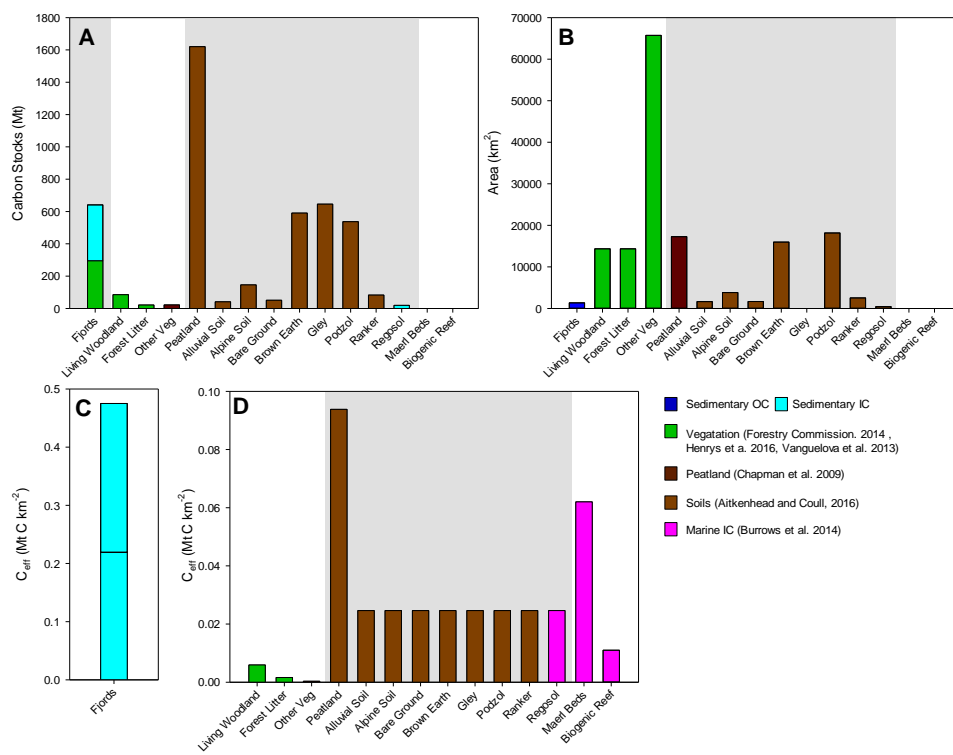 A
Carbon Stocks (Mt)
1800
1600
1400
1200
1000
800
600
400
200
0
Fjords
Living Woodland
Forest Litter
Other Veg
Peatland
Alluvial Soil
Alpine Soil
Bare Ground
Brown Earth
Gley
Podzol
Ranker
Regosol
Maerl Beds
Biogenic Reef
B
Area (km²)
70000
60000
50000
40000
30000
20000
10000
0
Fjords
Living Woodland
Forest Litter
Other Veg
Peatland
Alluvial Soil
Alpine Soil
Bare Ground
Brown Earth
Gley
Podzol
Ranker
Regosol
Maerl Beds
Biogenic Reef
C
C_eff (Mt C km⁻²)
0.5
0.4
0.3
0.2
0.1
0.0
Fjords
D
C_eff (Mt C km⁻²)
0.10
0.08
0.06
0.04
0.02
0.00
Living Woodland
Forest Litter
Other Veg
Peatland
Alluvial Soil
Alpine Soil
Bare Ground
Brown Earth
Gley
Podzol
Ranker
Regosol
Maerl Beds
Biogenic Reef
Sedimentary OC Sedimentary IC
Vegatation (Forestry Commission. 2014 ,
Henrys et a. 2016, Vanguelova et al. 2013)
Peatland (Chapman et al. 2009)
Soils (Aitkenhead and Coull, 2016)
Marine IC (Burrows et al. 2014)